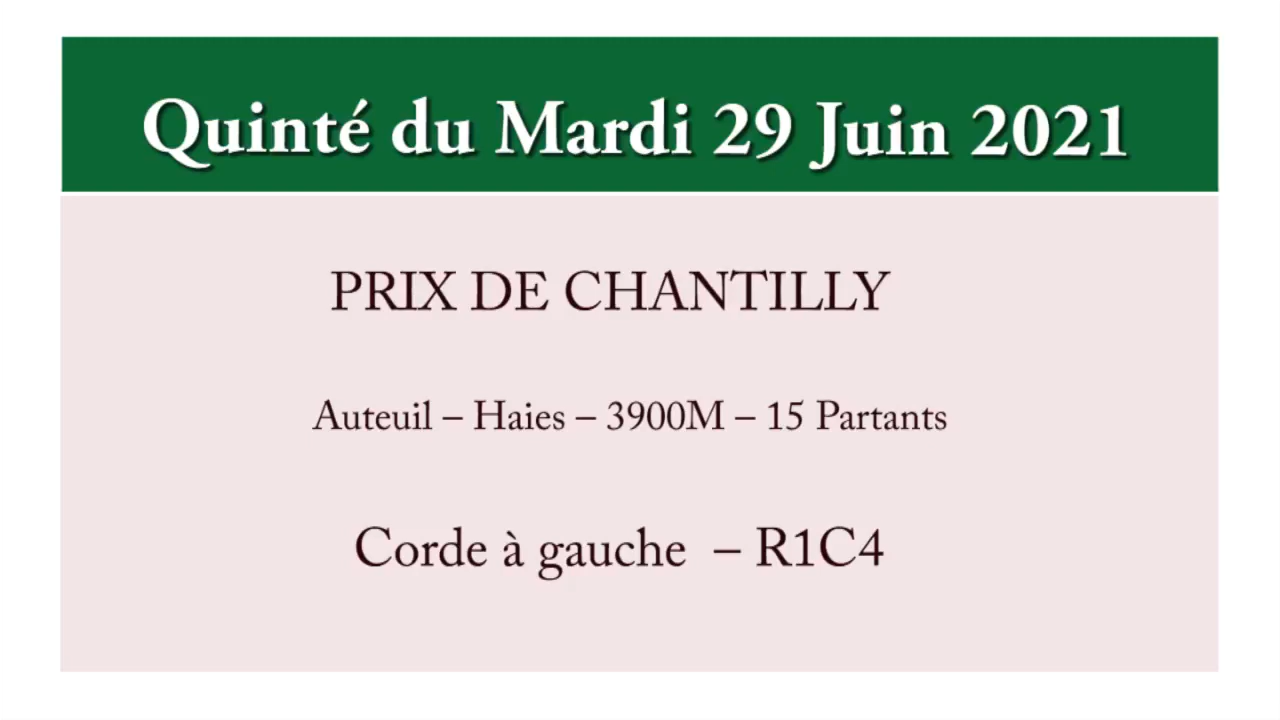 Quinté du Mardi 29 Juin 2021
PRIX DE CHANTILLY
Auteuil – Haies – 3900M – 15 Partants
Corde à gauche – R1C4